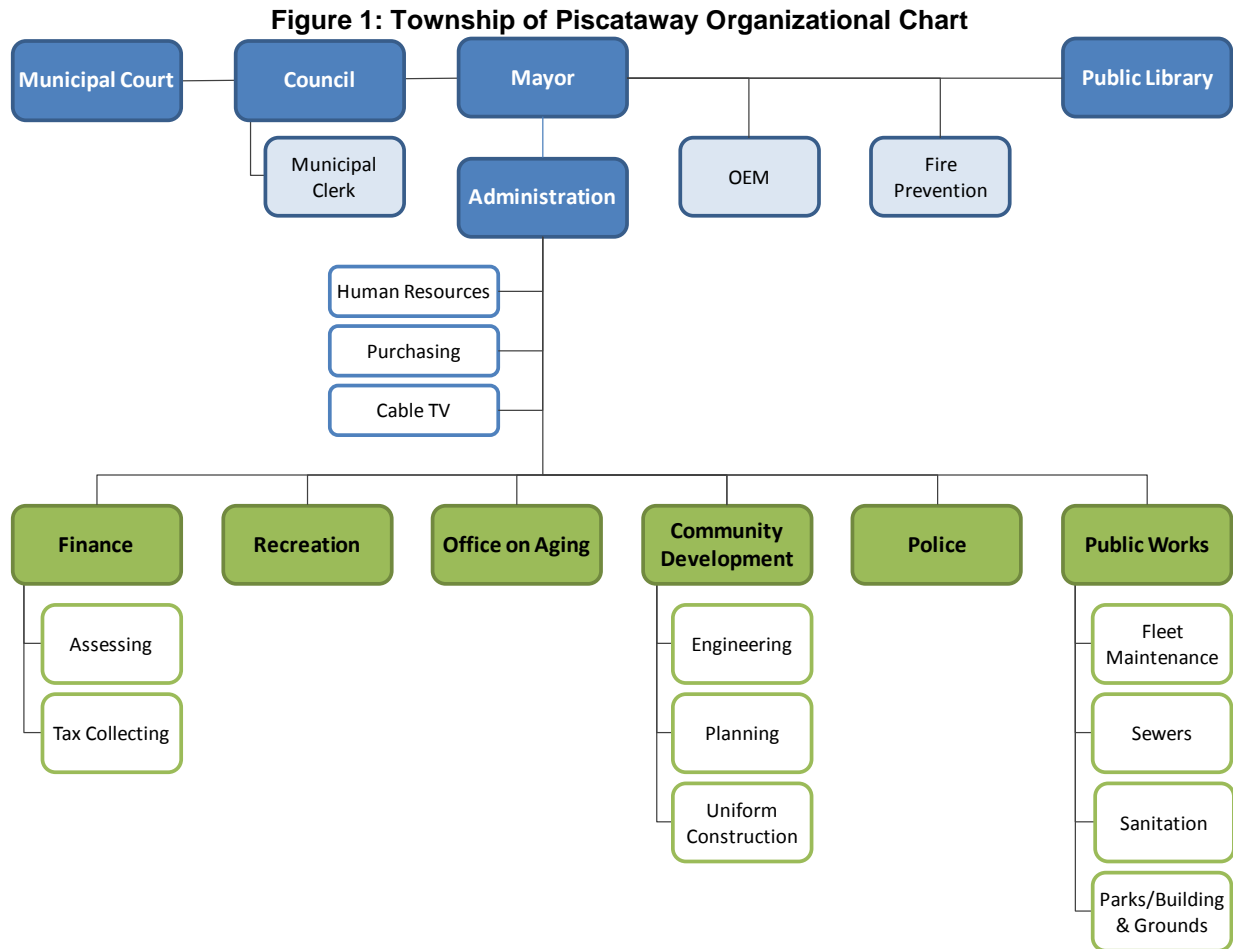 Figure 1: Township of Piscataway Organizational Chart
Municipal Court
Council
Mayor
Public Library
Municipal
Clerk
Administration
OEM
Fire
Prevention
Human Resources
Purchasing
Cable TV
Finance
Recreation
Office on Aging
Community
Development
Police
Public Works
Assessing
Tax Collecting
Engineering
Planning
Uniform
Construction
Fleet
Maintenance
Sewers
Sanitation
Parks/Building
& Grounds